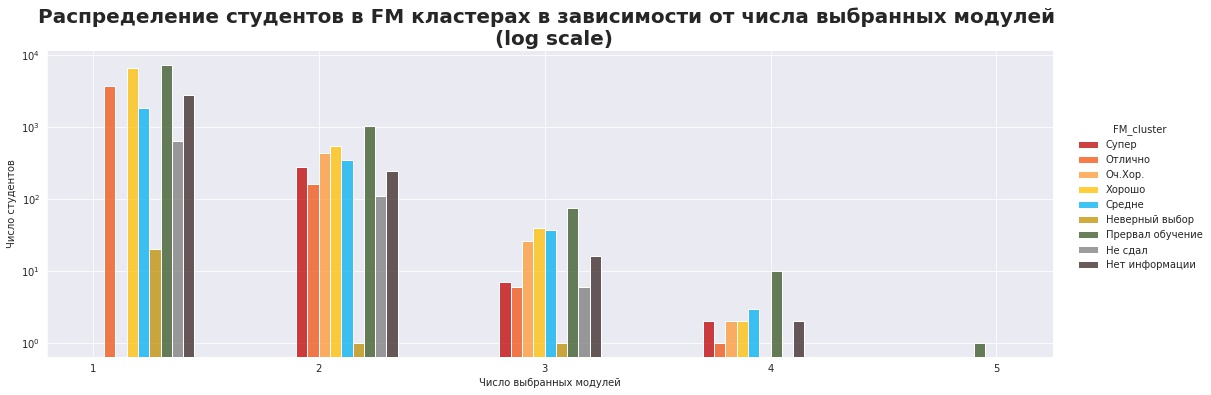 Распределение студентов в FM кластерах в зависимости от числа выбранных модулей
(log scale)
10⁴
10³
10²
10¹
10⁰
Число студентов
1 2 3 4 5
Число выбранных модулей
FM_cluster
Супер
Отлично
Оч.Хор.
Хорошо
Средне
Неверный выбор
Прервал обучение
Не сдал
Нет информации